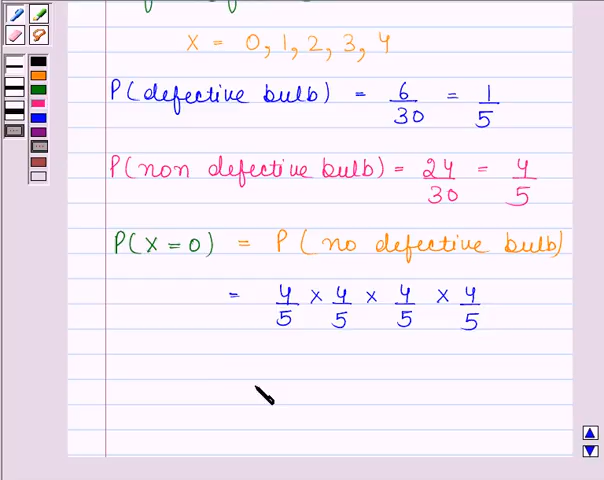 X = 0, 1, 2, 3, 4
P(defective bulb) = 6/30 = 1/5
P(non defective bulb) = 24/30 = 4/5
P(X=0) = P(no defective bulb)
= 4/5 × 4/5 × 4/5 × 4/5